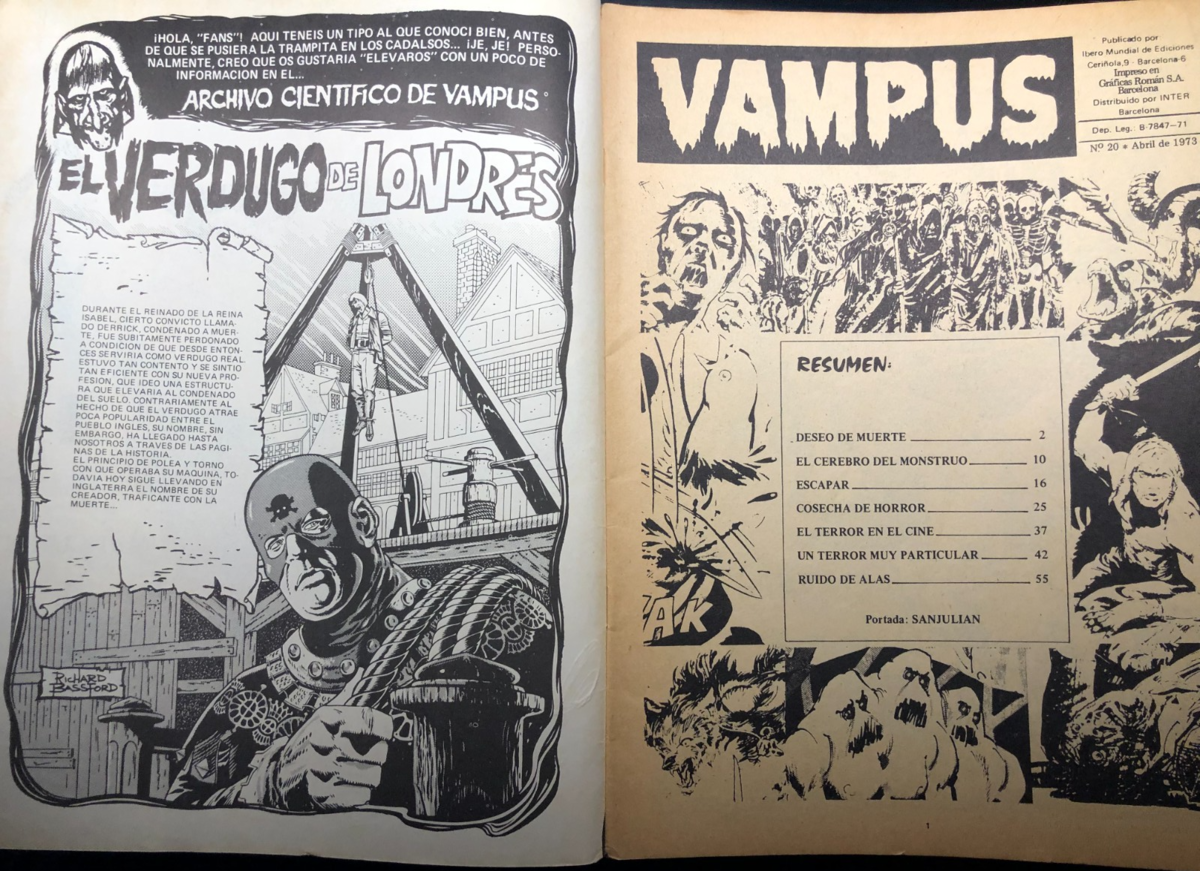 ¡HOLA, "FANS"! AQUI TENEIS UN TIPO AL QUE CONOCI BIEN, ANTES
DE QUE SE PUSIERA LA TRAMPITA EN LOS CADALSOS... ¡JE, JE! PERSO-
NALMENTE, CREO QUE OS GUSTARIA "ELEVAROS" CON UN POCO DE
INFORMACION EN EL...
ARCHIVO CIENTIFICO DE VAMPUS
EL VERDUGO DE LONDRES
DURANTE EL REINADO DE LA REINA
ISABEL, CIERTO CONVICTO LLAMA-
DO DERRICK, CONDENADO A MUER-
TE, FUE SUBITAMENTE PERDONADO
A CONDICION DE QUE DESDE ENTON-
CES SERVIRIA COMO VERDUGO REAL
ESTUVO TAN CONTENTO Y SE SINTIO
TAN EFICIENTE CON SU NUEVA PRO-
FESION, QUE IDEO UNA ESTRUCTU-
RA QUE ELEVARIA AL CONDENADO
DEL SUELO. CONTRARIAMENTE AL
HECHO DE QUE EL VERDUGO ATRAE
POCA POPULARIDAD ENTRE EL
PUEBLO INGLES, SU NOMBRE, SIN
EMBARGO, HA LLEGADO HASTA
NOSOTROS A TRAVES DE LAS PAGI-
NAS DE LA HISTORIA.
EL PRINCIPIO DE POLEA Y TORNO
CON QUE OPERABA SU MAQUINA, TO-
DAVIA HOY SIGUE LLEVANDO EN
INGLATERRA EL NOMBRE DE SU
CREADOR, TRAFICANTE CON LA
MUERTE...
RICHARD
BASSFORD
VAMPUS
Publicado por
Ibero Mundial de Ediciones
Ceriñola,9 - Barcelona-6
Impreso en
Gráficas Román S.A.
Barcelona
Distribuido por INTER
Barcelona
Dep. Leg. B-7847-71
Nº 20 * Abril de 1973
RESUMEN:
DESEO DE MUERTE 2
EL CEREBRO DEL MONSTRUO 10
ESCAPAR 16
COSECHA DE HORROR 25
EL TERROR EN EL CINE 37
UN TERROR MUY PARTICULAR 42
RUIDO DE ALAS 55
Portada: SANJULIAN
1